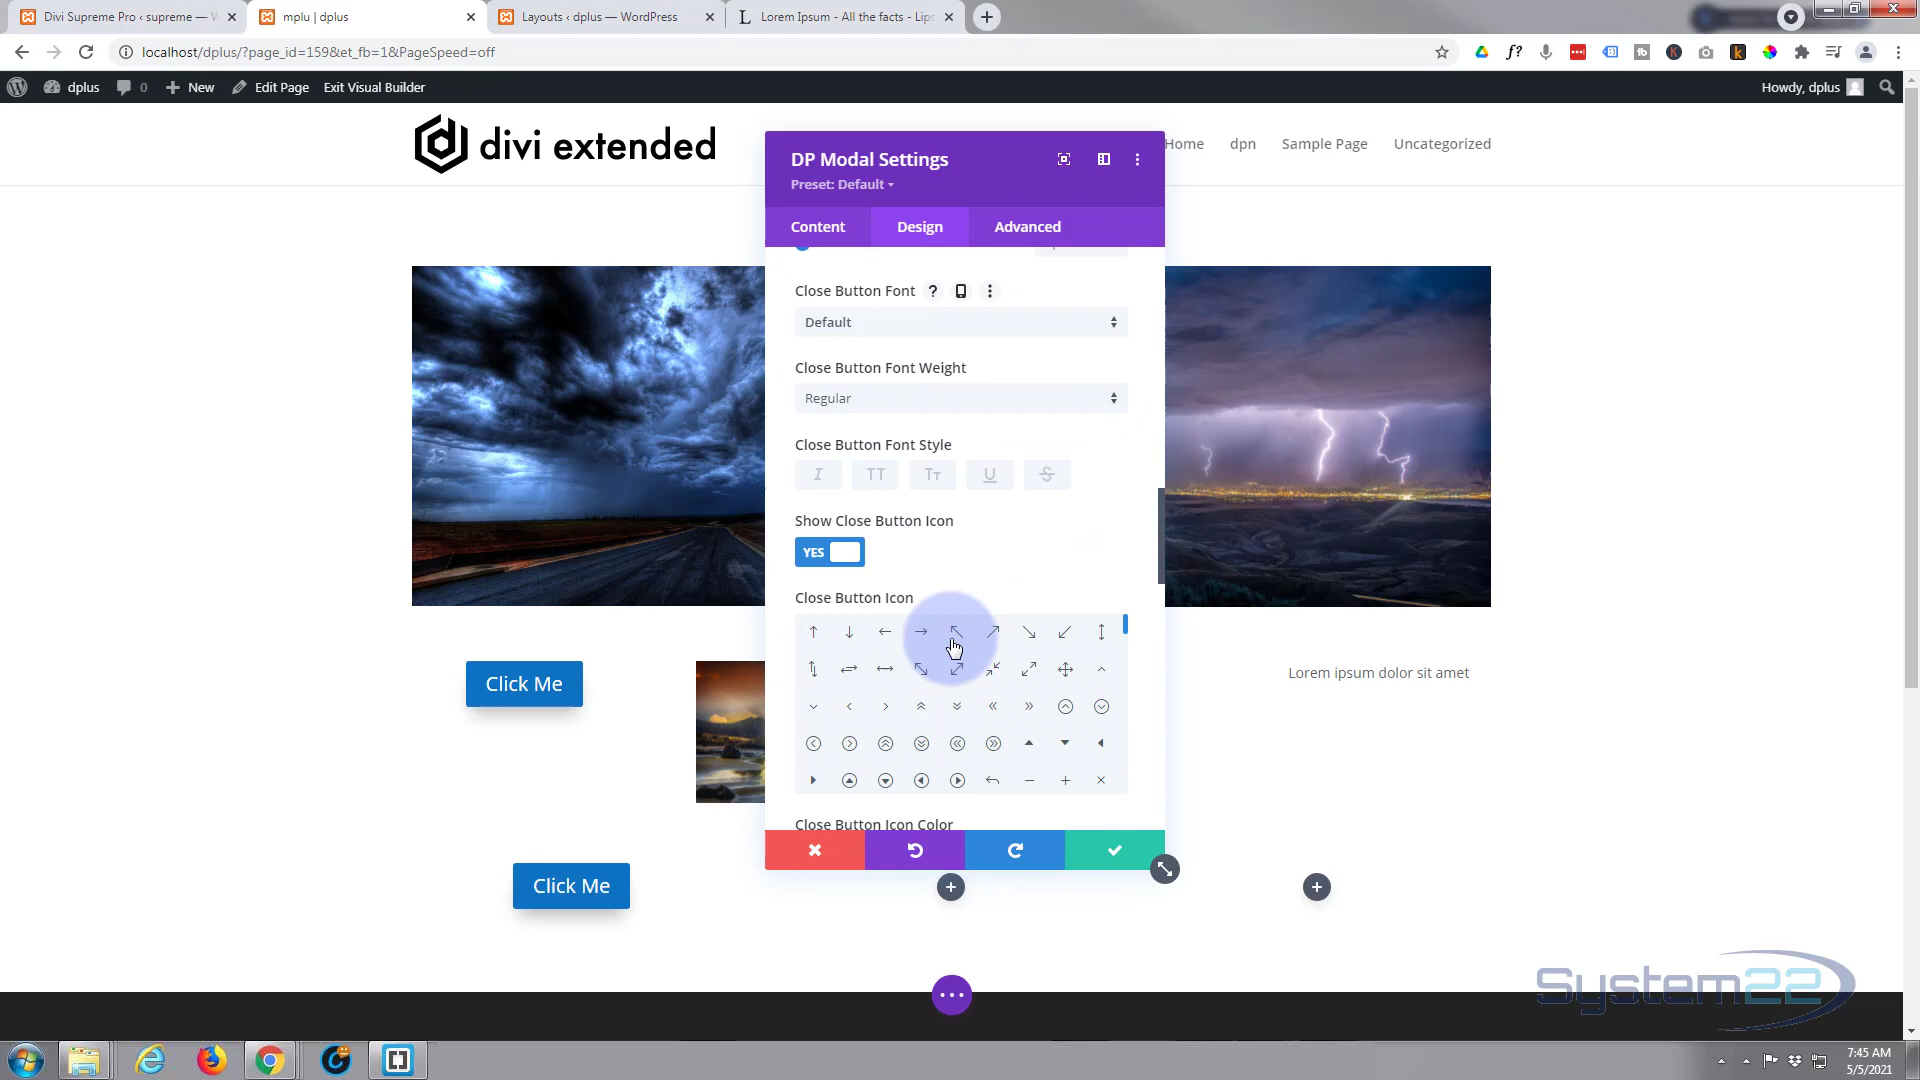 Divi Supreme Pro ‹ supreme — W
mplu | dplus
Layouts ‹ dplus — WordPress
Lorem Ipsum - All the facts - Lips
localhost/dplus/?page_id=159&et_fb=1&PageSpeed=off
dplus
0
New
Edit Page
Exit Visual Builder
Howdy, dplus
divi extended
Home
dpn
Sample Page
Uncategorized
DP Modal Settings
Preset: Default
Content
Design
Advanced
Close Button Font
Default
Close Button Font Weight
Regular
Close Button Font Style
I
TT
Tт
U
S
Show Close Button Icon
YES
Close Button Icon
Close Button Icon Color
Click Me
Lorem ipsum dolor sit amet
Click Me
System22
7:45 AM
5/5/2021